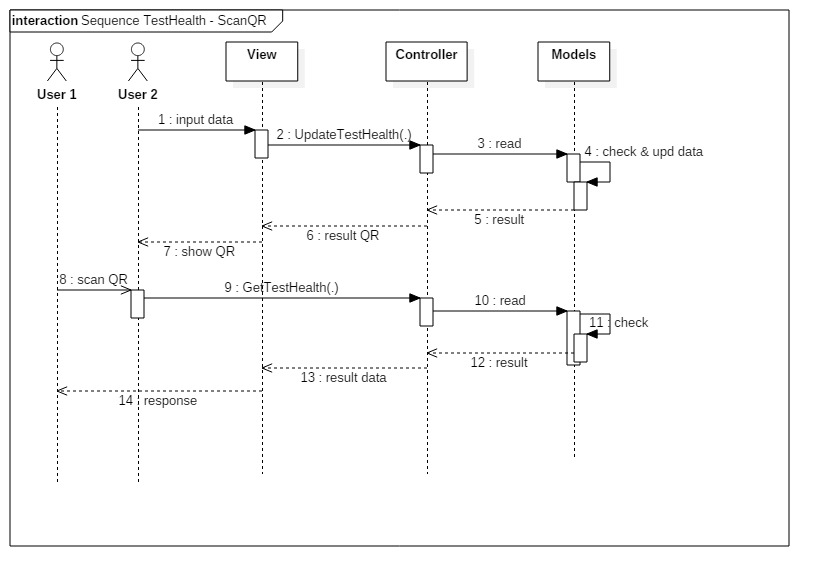 interaction Sequence TestHealth - ScanQR
View
Controller
Models
User 1
User 2
1 : input data
2 : UpdateTestHealth(.)
3 : read
4 : check & upd data
5 : result
6 : result QR
7 : show QR
8 : scan QR
9 : GetTestHealth(.)
10 : read
11 : check
12 : result
13 : result data
14 : response